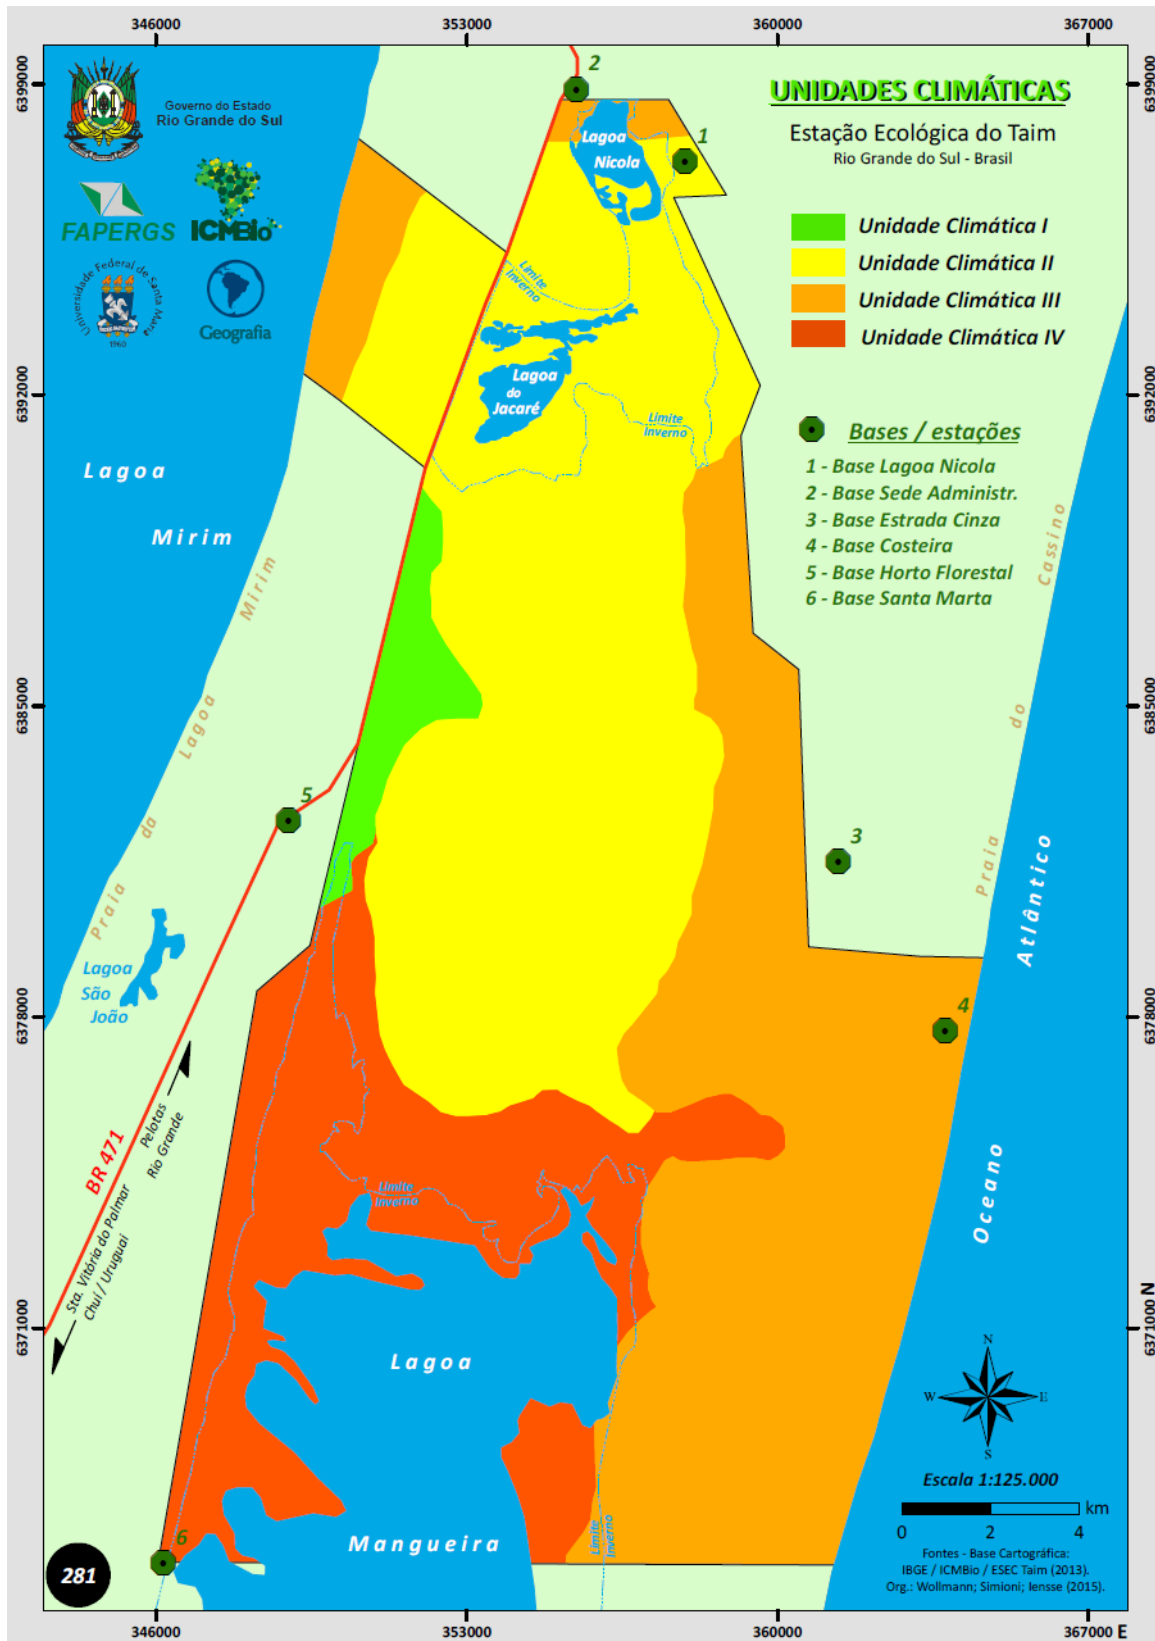 346000
353000
360000
367000
6399000
6399000
Governo do Estado
Rio Grande do Sul
FAPERGS
ICMBio
Universidade Federal de Santa Maria
1960
Geografia
UNIDADES CLIMÁTICAS
Estação Ecológica do Taim
Rio Grande do Sul - Brasil
Unidade Climática I
Unidade Climática II
Unidade Climática III
Unidade Climática IV
Bases / estações
1 - Base Lagoa Nicola
2 - Base Sede Administr.
3 - Base Estrada Cinza
4 - Base Costeira
5 - Base Horto Florestal
6 - Base Santa Marta
2
1
Lagoa
Nicola
Limite
Inverno
Lagoa
do
Jacaré
Limite
Inverno
6392000
6392000
Lagoa
Mirim
Praia da Lagoa Mirim
Praia do Cassino
6385000
6385000
5
3
4
Lagoa
São
João
Oceano Atlântico
6378000
6378000
BR 471
Pelotas
Rio Grande
Sta. Vitória do Palmar
Chuí / Uruguai
Limite
Inverno
6371000
6371000 N
Lagoa
Mangueira
Limite
Inverno
6
N
W
E
S
Escala 1:125.000
km
0
2
4
Fontes - Base Cartográfica:
IBGE / ICMBio / ESEC Taim (2013).
Org.: Wollmann; Simioni; Iensse (2015).
281
346000
353000
360000
367000 E